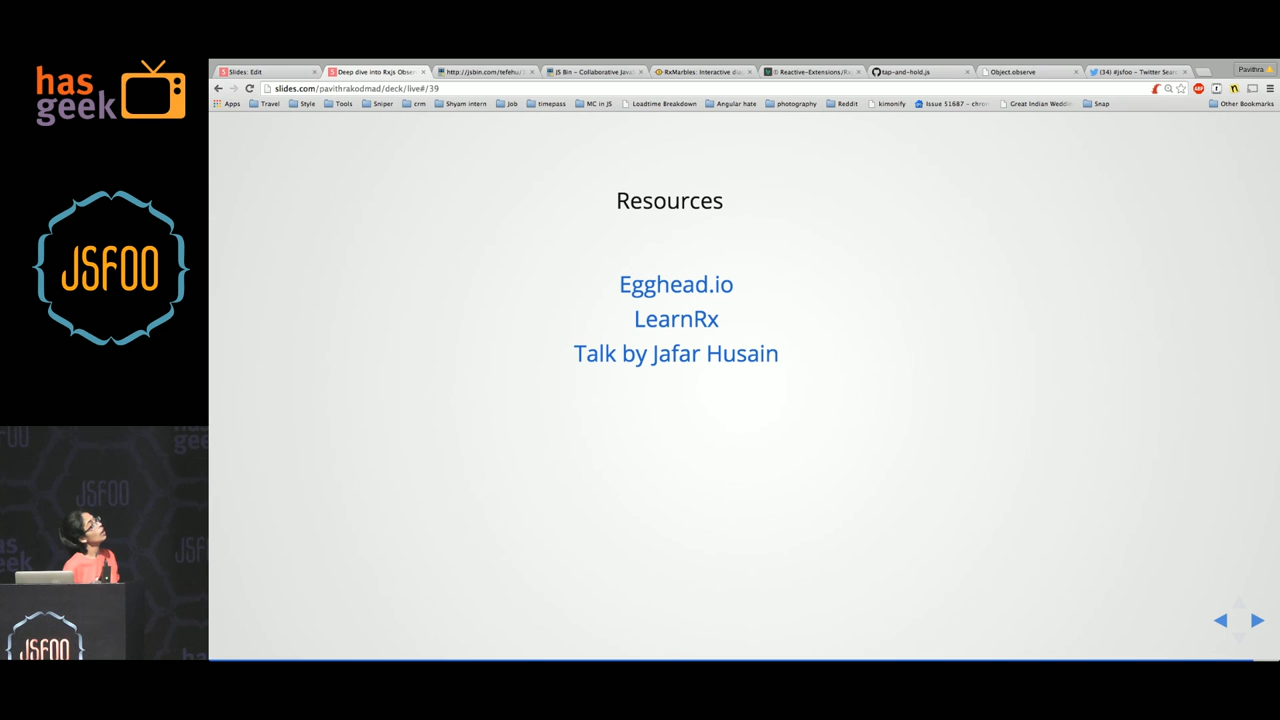 has
geek
JSFOO
Slides: Edit
Deep dive into Rxjs Obser
http://jsbin.com/tefehu/
JS Bin - Collaborative Java
RxMarbles: Interactive dia
Reactive-Extensions/Rx
tap-and-hold.js
Object.observe
(34) #jsfoo - Twitter Sear
Pavithra
slides.com/pavithrakodmad/deck/live#/39
Apps Travel Style Tools Sniper crm Shyam intern Job timepass MC in JS Loadtime Breakdown Angular hate photography Reddit kimonify Issue 51687 - chro Great Indian Weddi Snap Other Bookmarks
Resources
Egghead.io
LearnRx
Talk by Jafar Husain
JSFOO
JSFOO